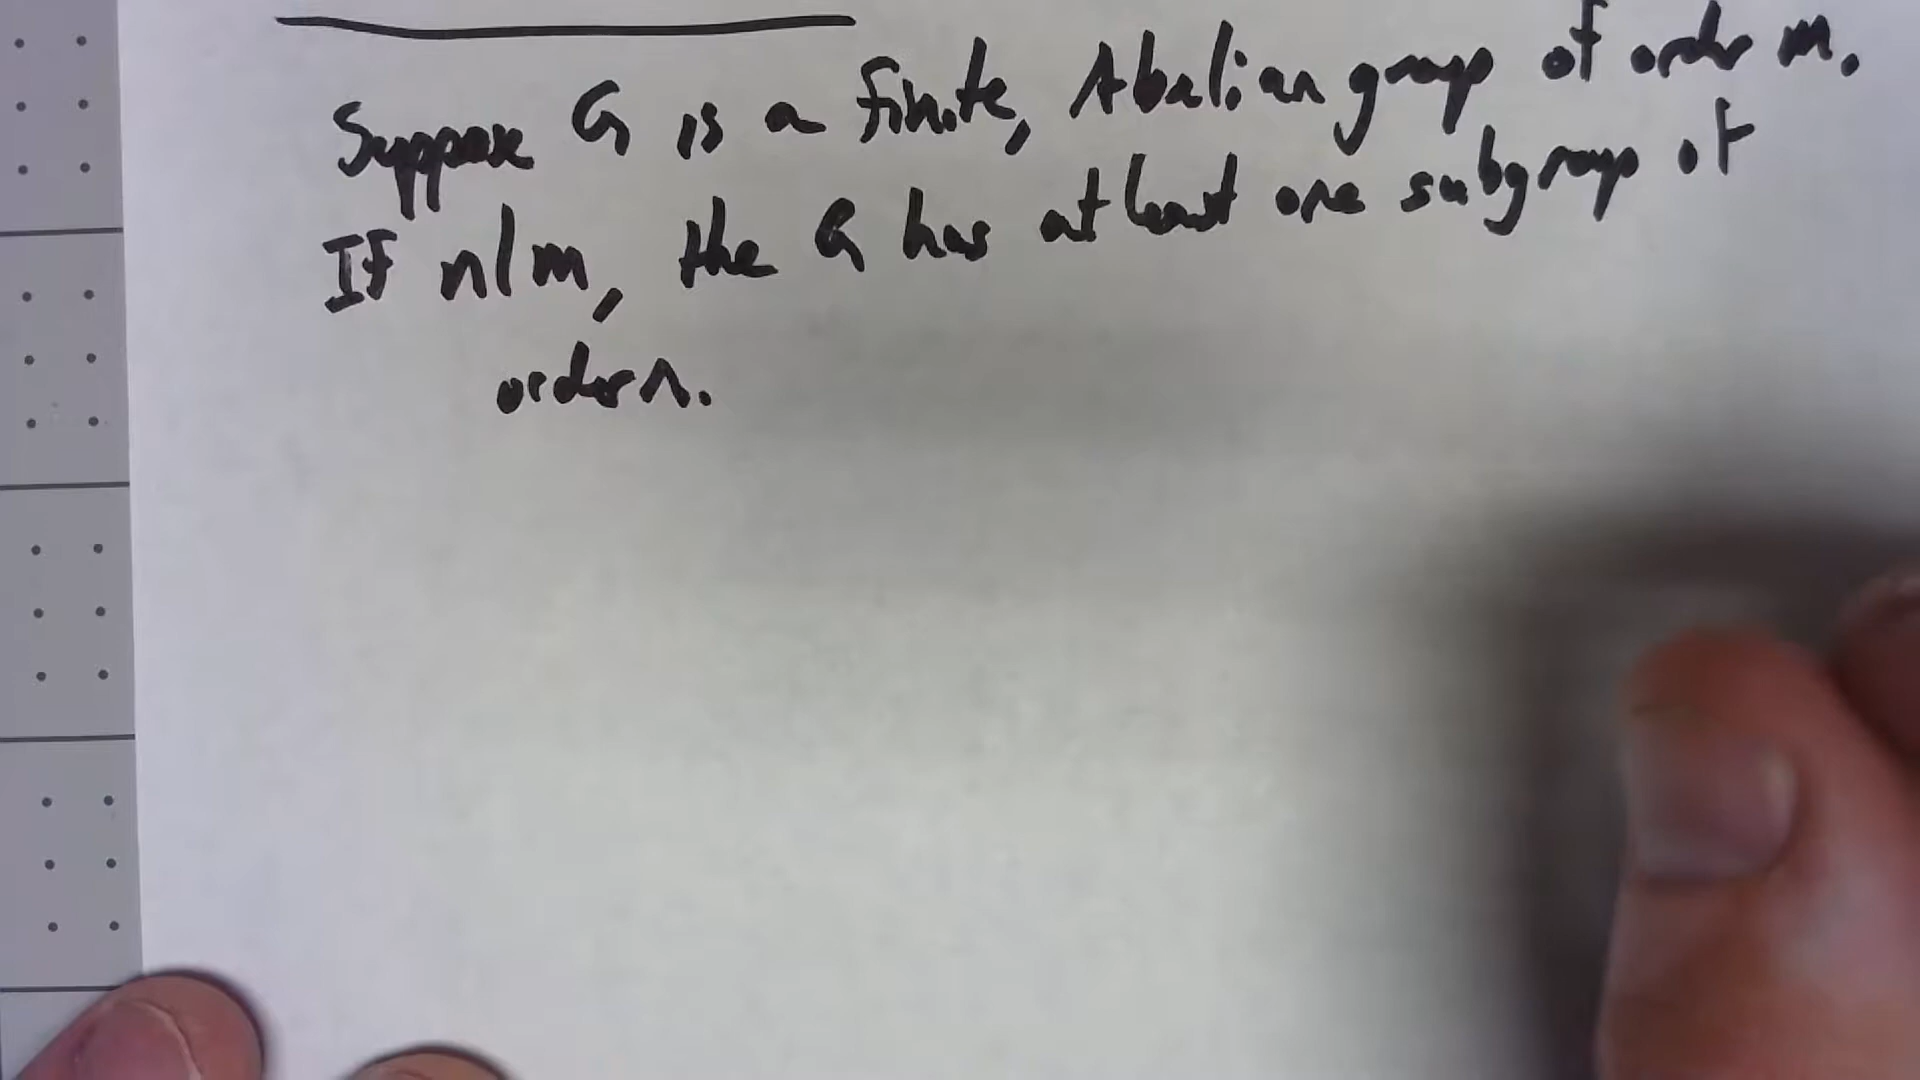 Suppose G is a finite, Abelian group of order m.
If n|m, the G has at least one subgroup of
order n.